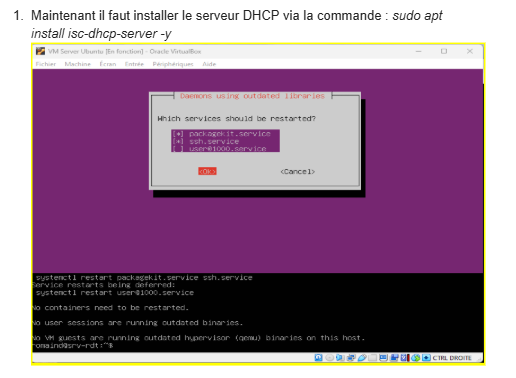 1. Maintenant il faut installer le serveur DHCP via la commande : sudo apt
install isc-dhcp-server -y
VM Server Ubuntu [En fonction] - Oracle VirtualBox
Fichier Machine Écran Entrée Périphériques Aide
Daemons using outdated libraries
Which services should be restarted?
[*] packagekit.service
[*] ssh.service
[ ] user@1000.service
<Ok> <Cancel>
systemctl restart packagekit.service ssh.service
Service restarts being deferred:
systemctl restart user@1000.service
No containers need to be restarted.
No user sessions are running outdated binaries.
No VM guests are running outdated hypervisor (qemu) binaries on this host.
romain@srv-rdt:~$
CTRL DROITE